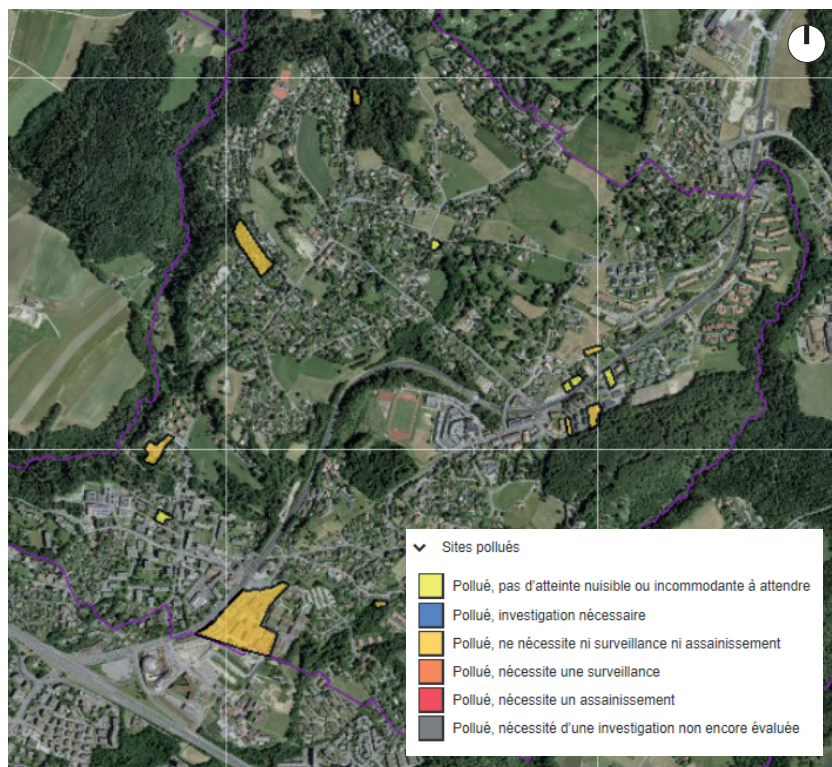 Sites pollués
Pollué, pas d'atteinte nuisible ou incommodante à attendre
Pollué, investigation nécessaire
Pollué, ne nécessite ni surveillance ni assainissement
Pollué, nécessite une surveillance
Pollué, nécessite un assainissement
Pollué, nécessité d'une investigation non encore évaluée